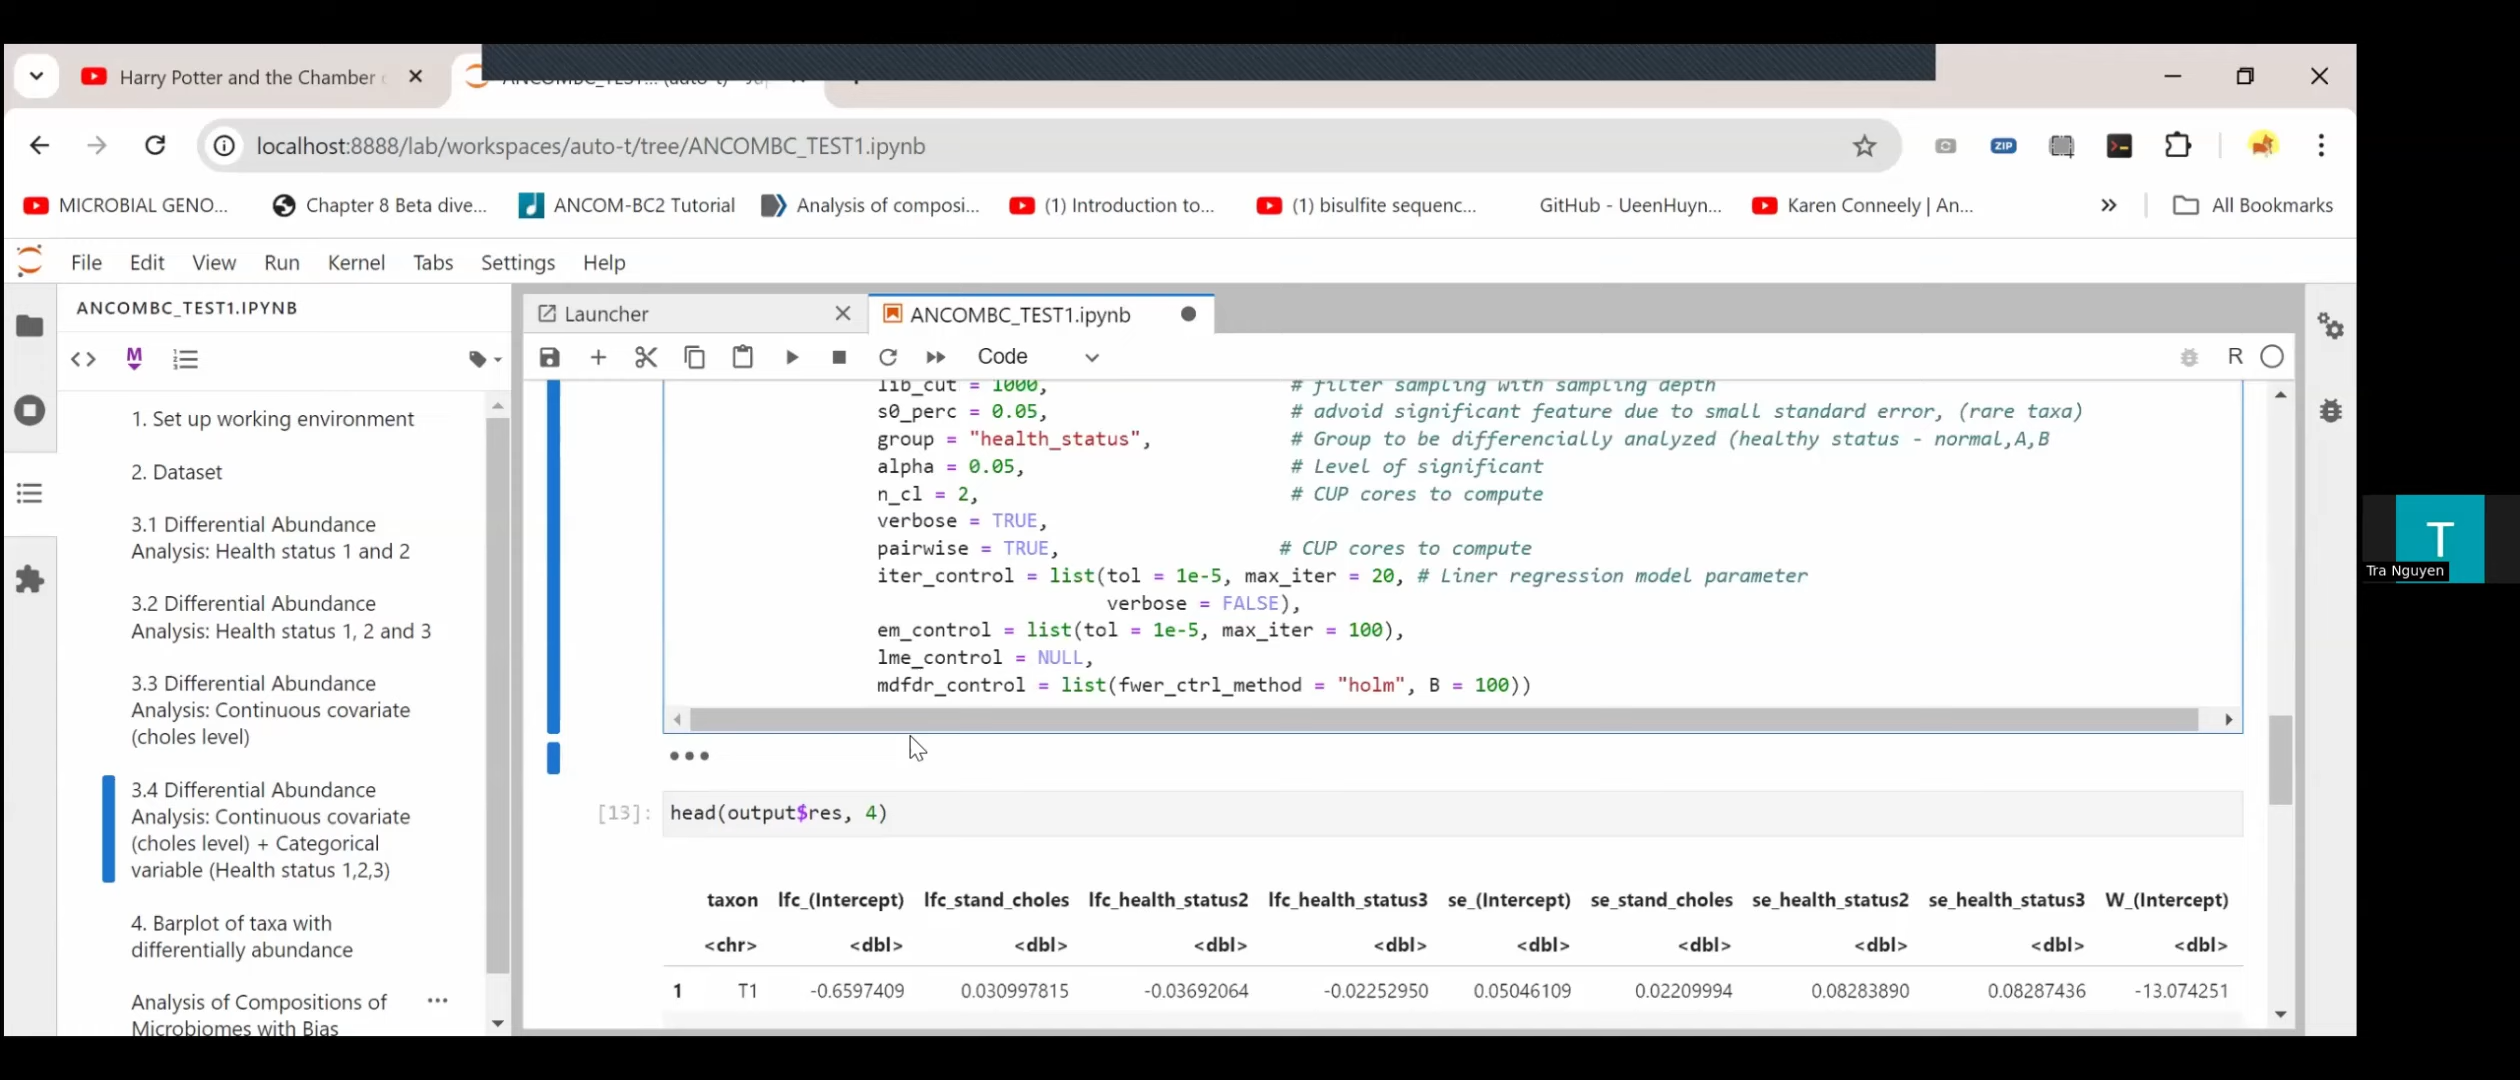 Harry Potter and the Chamber
localhost:8888/lab/workspaces/auto-t/tree/ANCOMBC_TEST1.ipynb
ZIP
MICROBIAL GENO...
Chapter 8 Beta dive...
ANCOM-BC2 Tutorial
Analysis of composi...
(1) Introduction to...
(1) bisulfite sequenc...
GitHub - UeenHuyn...
Karen Conneely | An...
All Bookmarks
File Edit View Run Kernel Tabs Settings Help
ANCOMBC_TEST1.IPYNB
M
1. Set up working environment
2. Dataset
3.1 Differential Abundance
Analysis: Health status 1 and 2
3.2 Differential Abundance
Analysis: Health status 1, 2 and 3
3.3 Differential Abundance
Analysis: Continuous covariate
(choles level)
3.4 Differential Abundance
Analysis: Continuous covariate
(choles level) + Categorical
variable (Health status 1,2,3)
4. Barplot of taxa with
differentially abundance
Analysis of Compositions of
Microbiomes with Bias
Launcher
ANCOMBC_TEST1.ipynb
Code
R
lib_cut = 1000, # filter sampling with sampling depth
s0_perc = 0.05, # advoid significant feature due to small standard error, (rare taxa)
group = "health_status", # Group to be differencially analyzed (healthy status - normal,A,B
alpha = 0.05, # Level of significant
n_cl = 2, # CUP cores to compute
verbose = TRUE,
pairwise = TRUE, # CUP cores to compute
iter_control = list(tol = 1e-5, max_iter = 20, # Liner regression model parameter
verbose = FALSE),
em_control = list(tol = 1e-5, max_iter = 100),
lme_control = NULL,
mdfdr_control = list(fwer_ctrl_method = "holm", B = 100))
[13]: head(output$res, 4)
taxon lfc_(Intercept) lfc_stand_choles lfc_health_status2 lfc_health_status3 se_(Intercept) se_stand_choles se_health_status2 se_health_status3 W_(Intercept)
<chr> <dbl> <dbl> <dbl> <dbl> <dbl> <dbl> <dbl> <dbl> <dbl>
1 T1 -0.6597409 0.030997815 -0.03692064 -0.02252950 0.05046109 0.02209994 0.08283890 0.08287436 -13.074251
T
Tra Nguyen